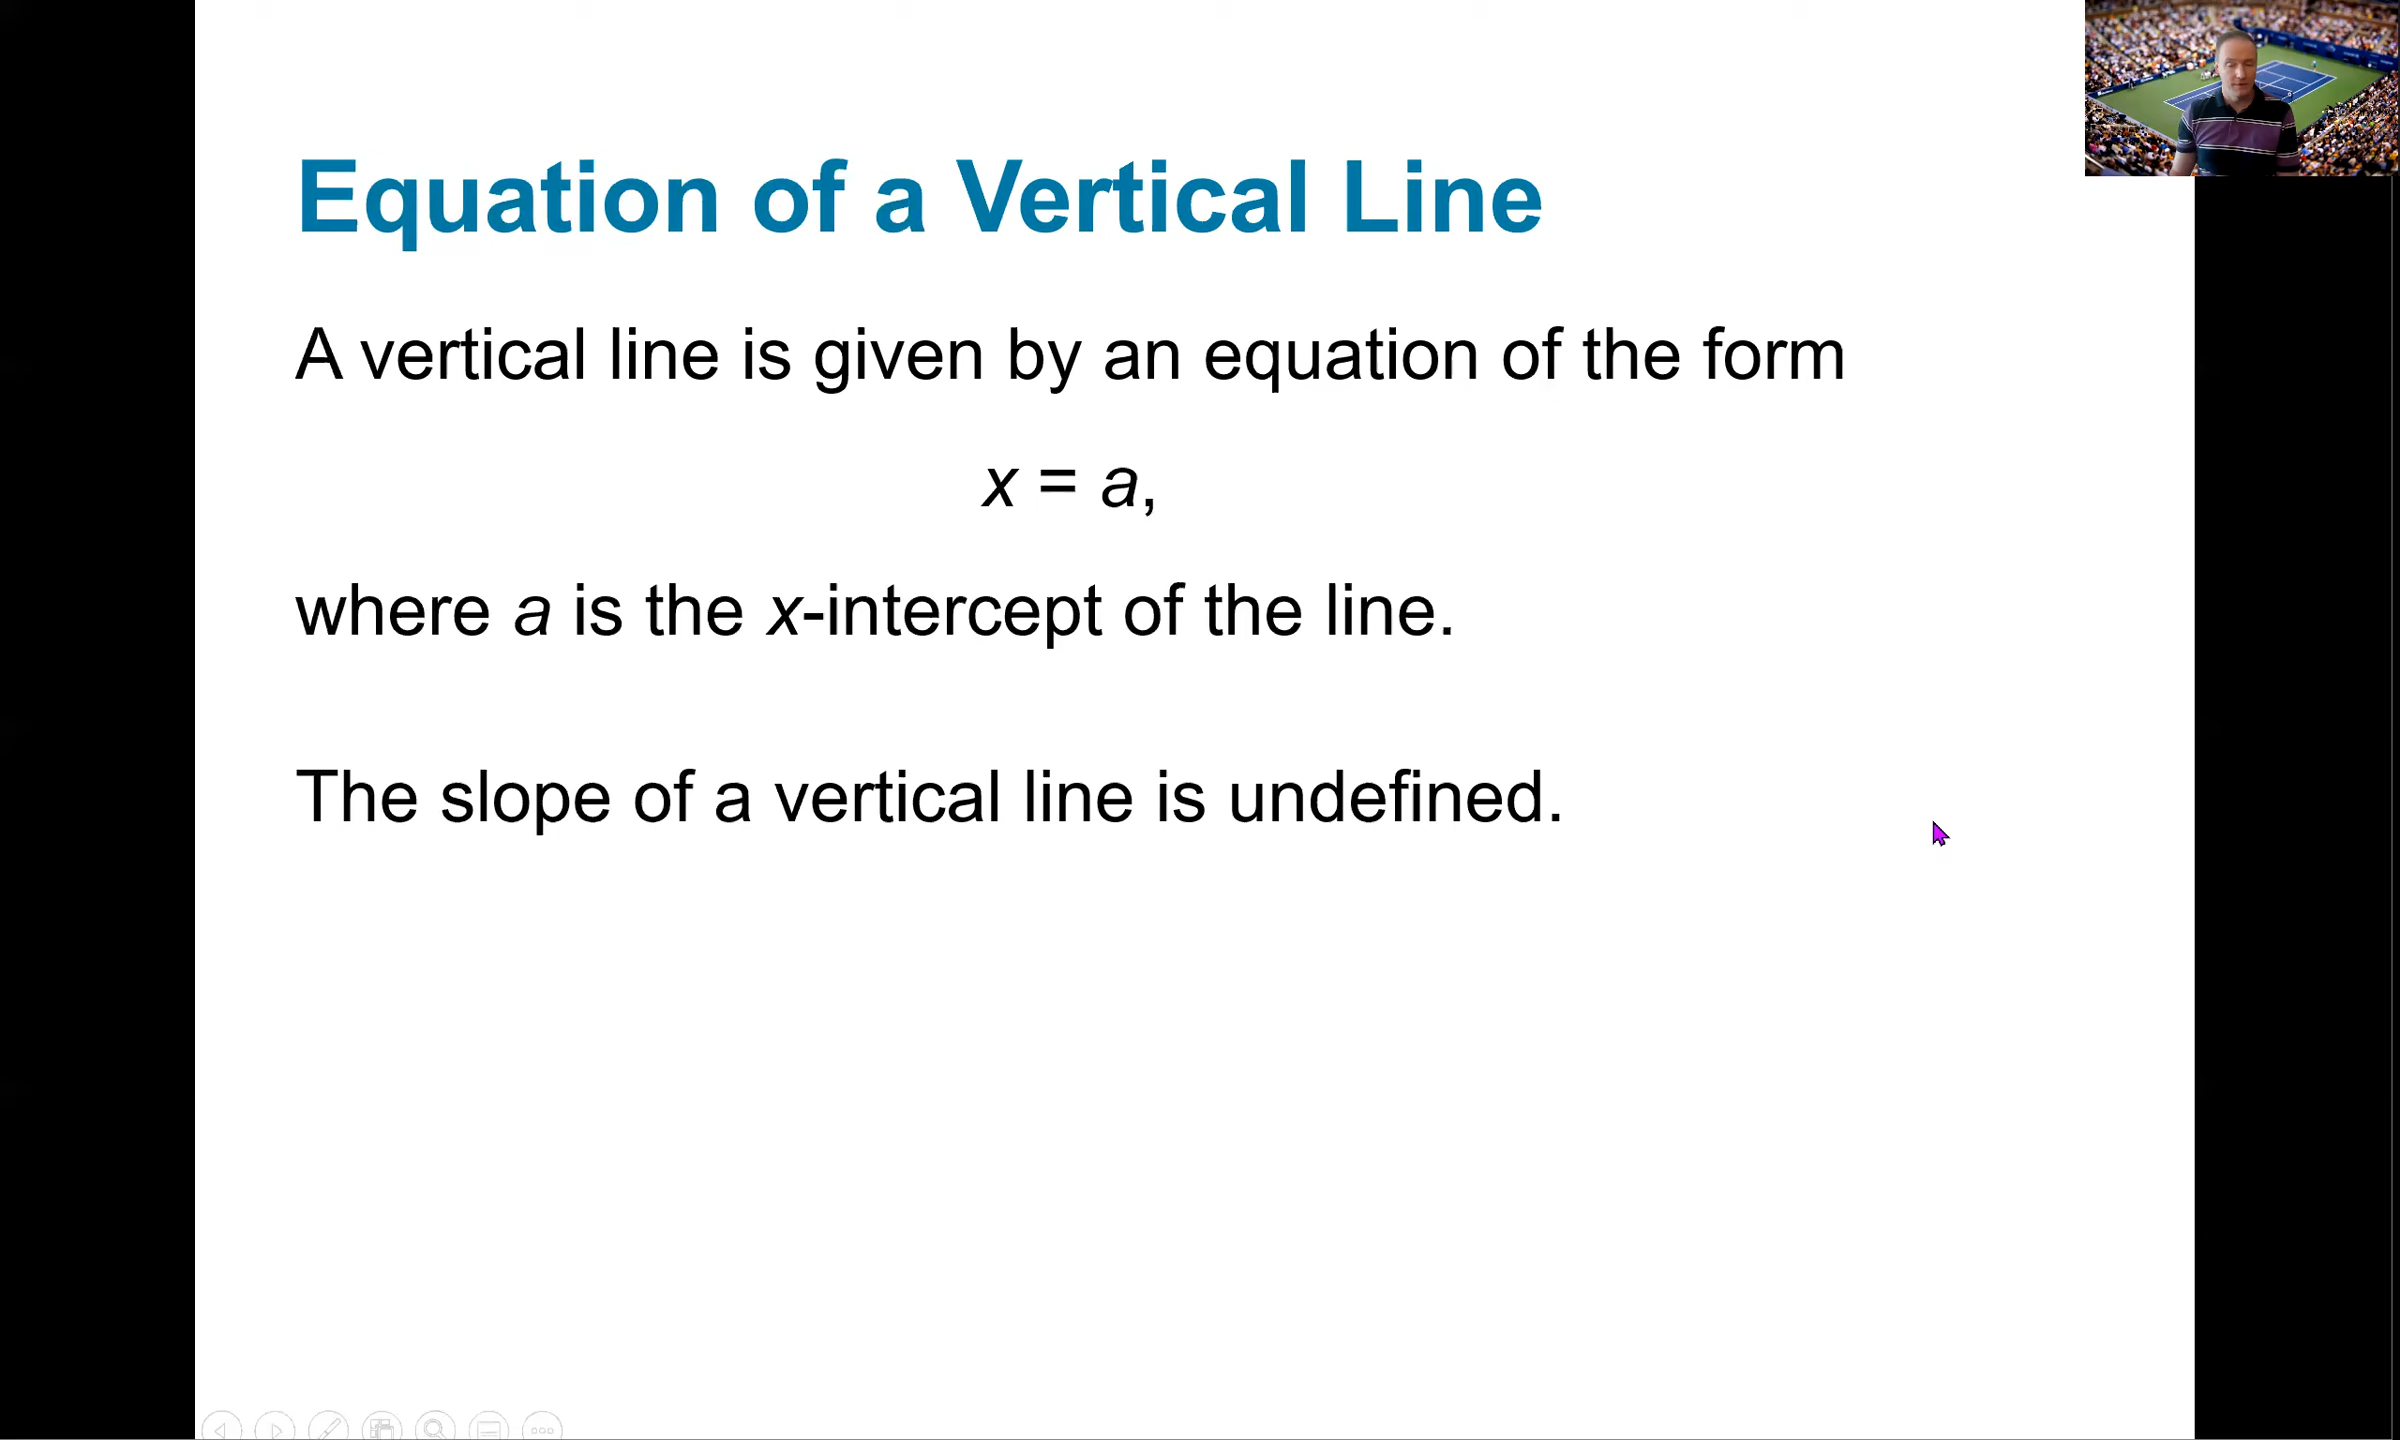 Equation of a Vertical Line
A vertical line is given by an equation of the form
x = a,
where a is the x-intercept of the line.
The slope of a vertical line is undefined.